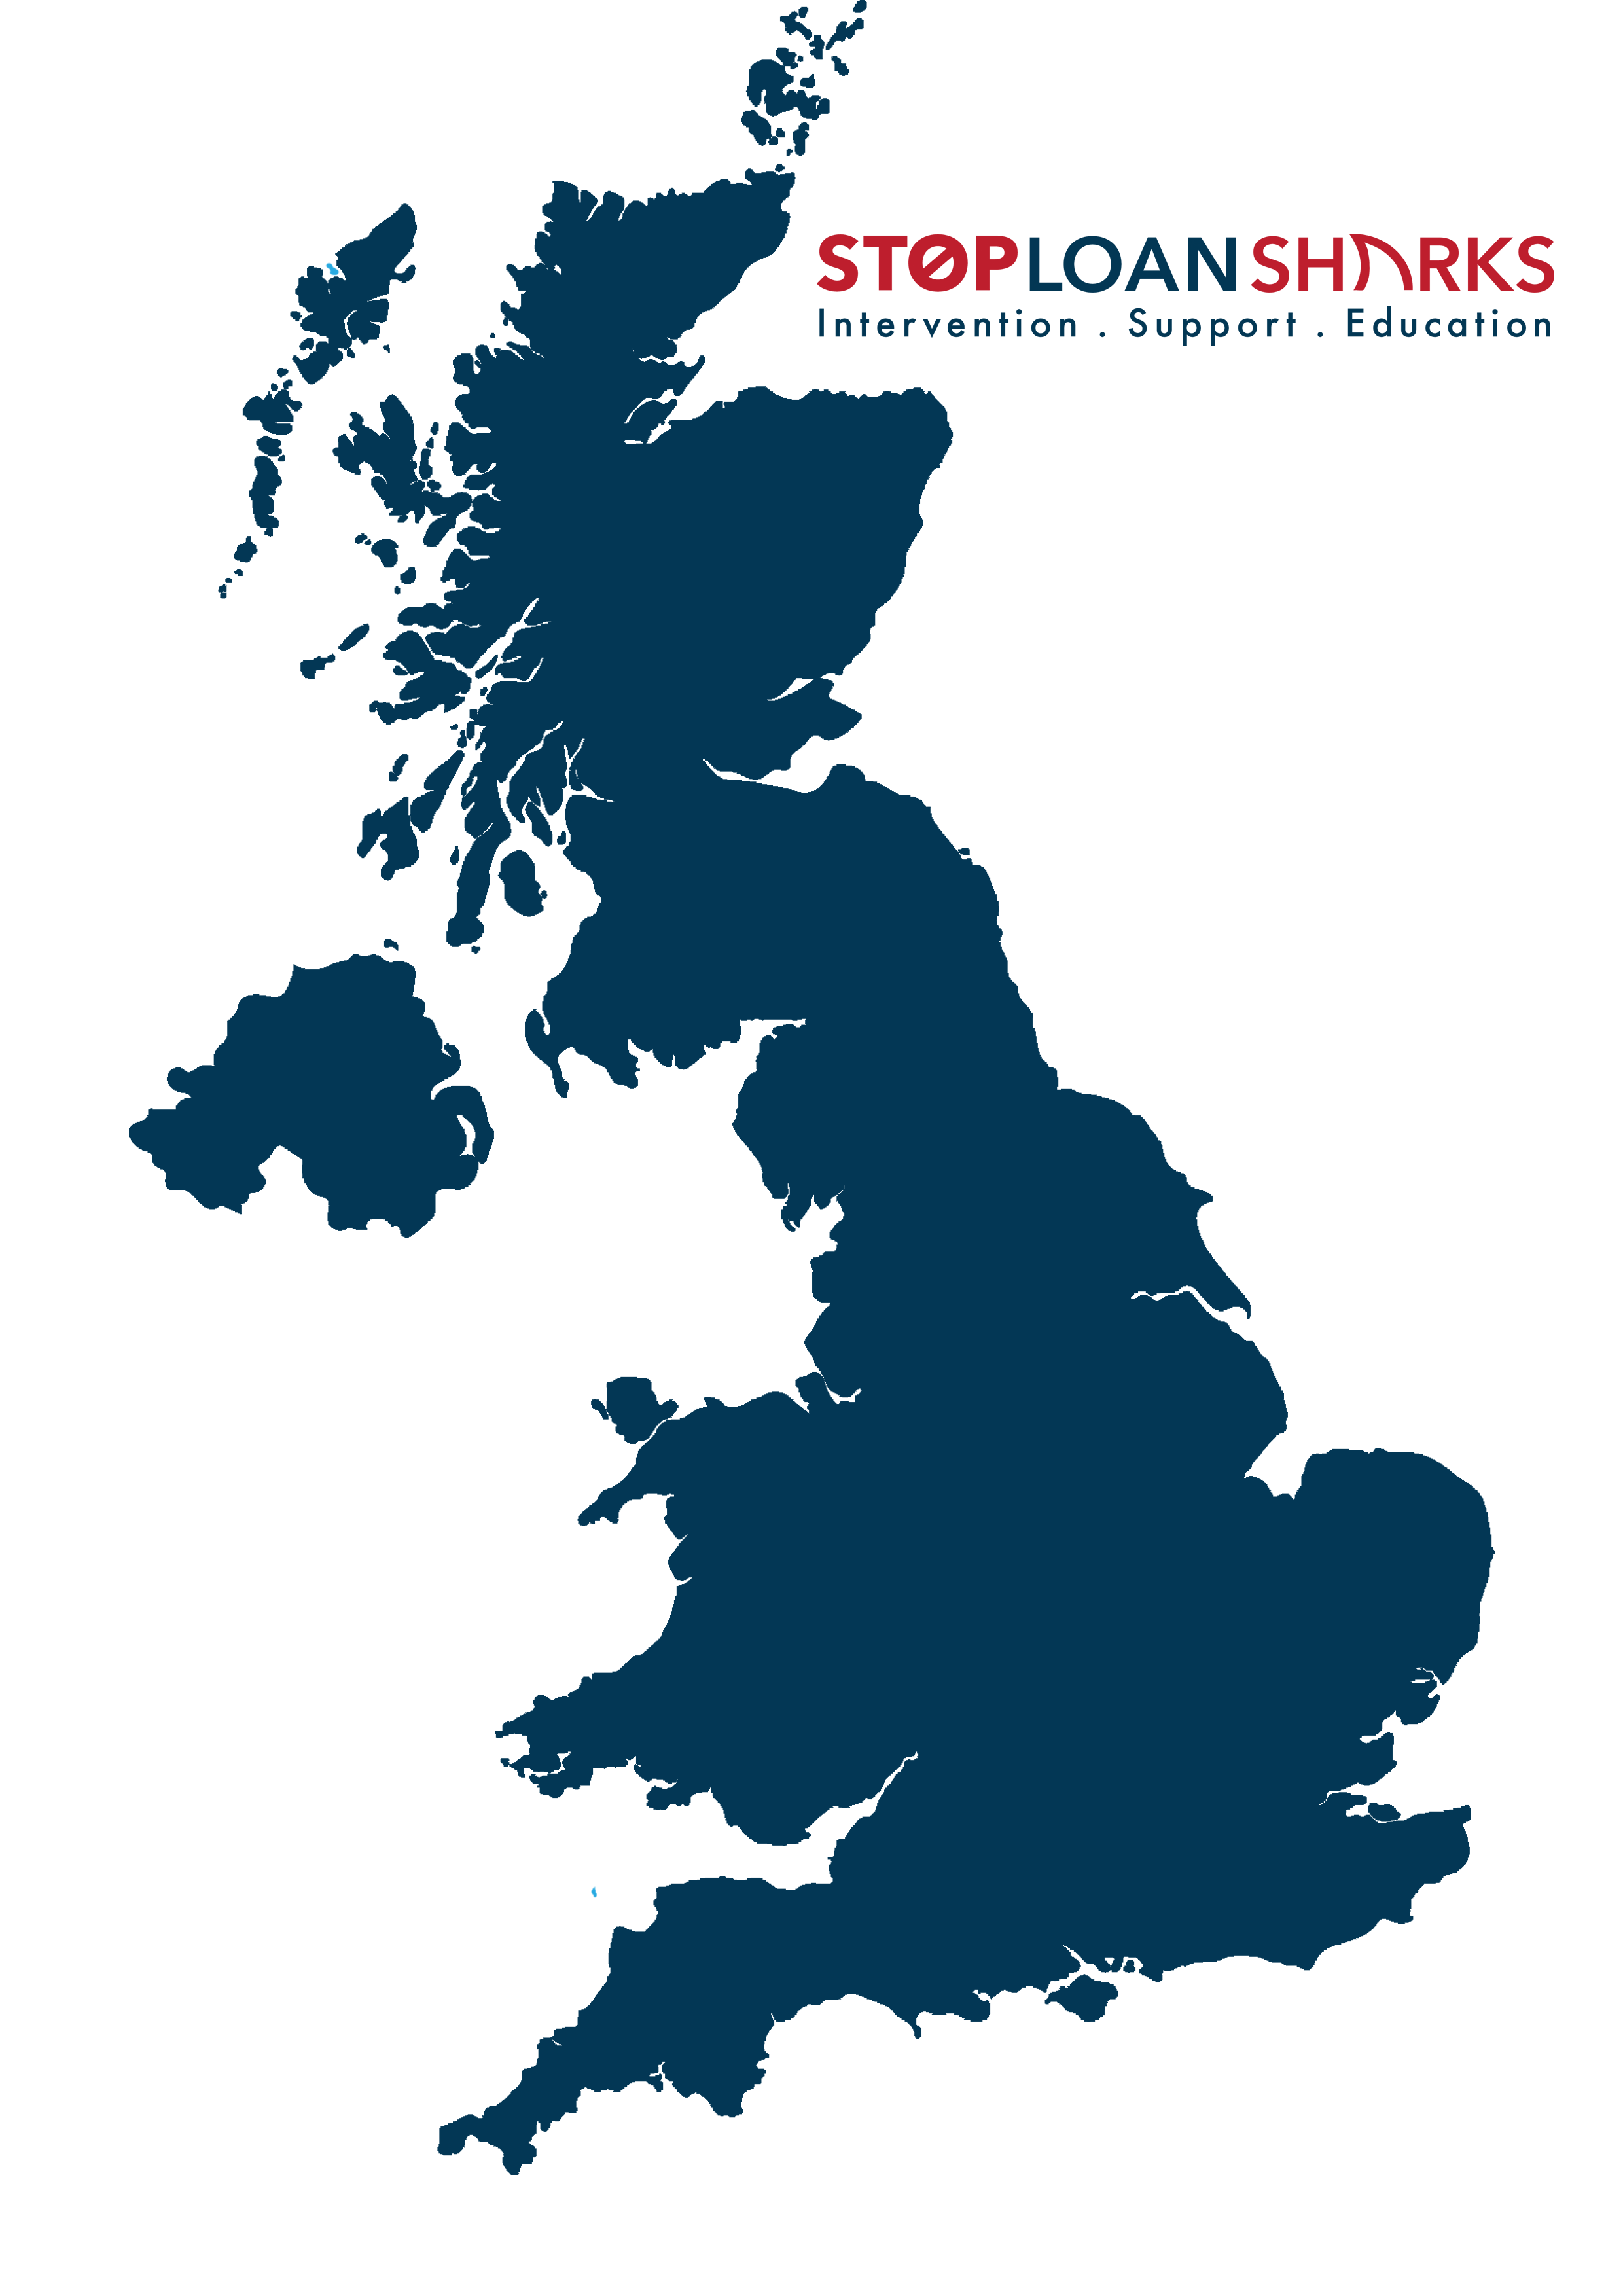 STOPLOANSHARKS
Intervention . Support . Education